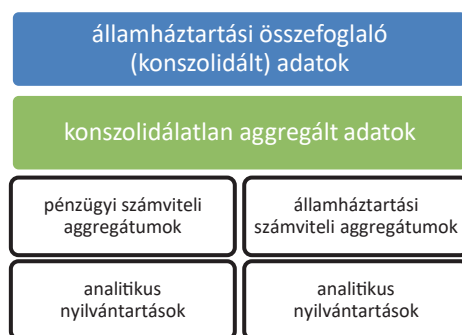 államháztartási összefoglaló
(konszolidált) adatok
konszolidálatlan aggregált adatok
pénzügyi számviteli
aggregátumok
államháztartási
számviteli aggregátumok
analitikus
nyilvántartások
analitikus
nyilvántartások